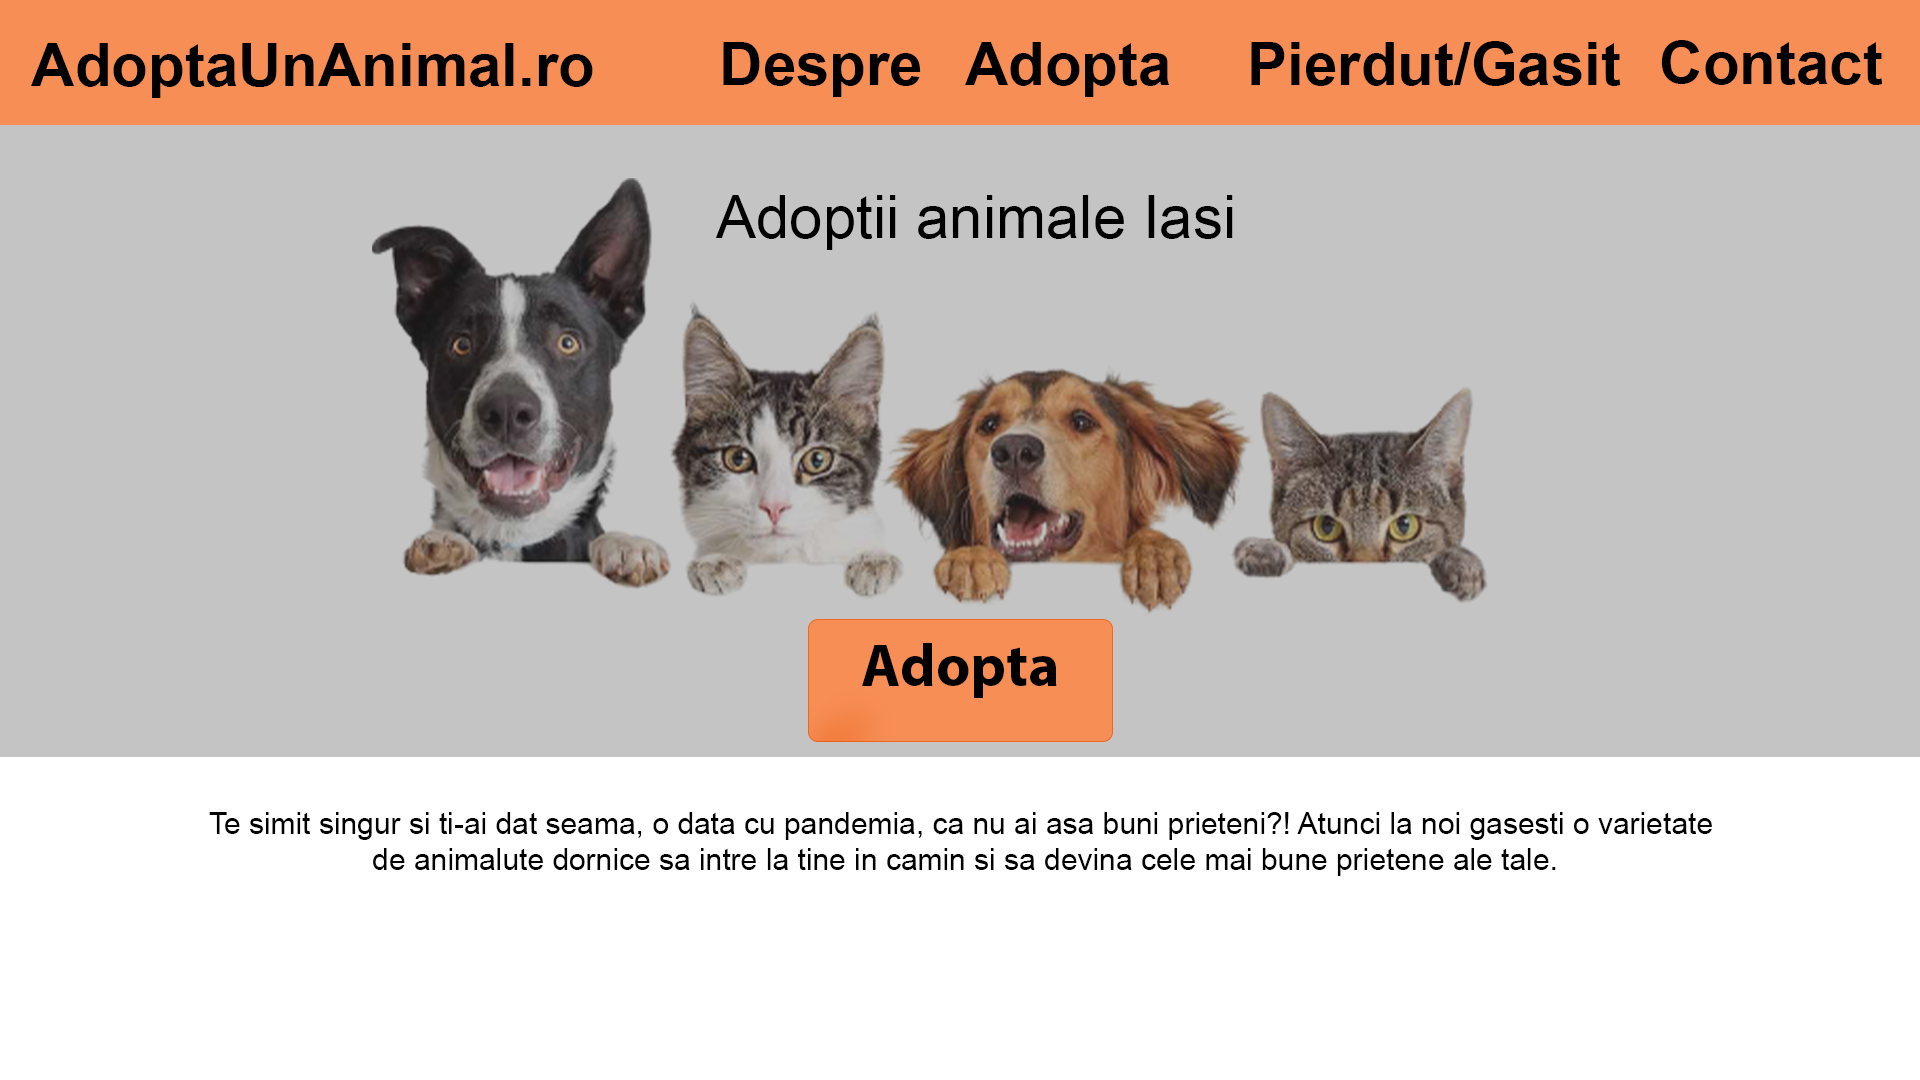 AdoptaUnAnimal.ro Despre Adopta Pierdut/Gasit Contact
Adoptii animale Iasi
Adopta
Te simit singur si ti-ai dat seama, o data cu pandemia, ca nu ai asa buni prieteni?! Atunci la noi gasesti o varietate
de animalute dornice sa intre la tine in camin si sa devina cele mai bune prietene ale tale.